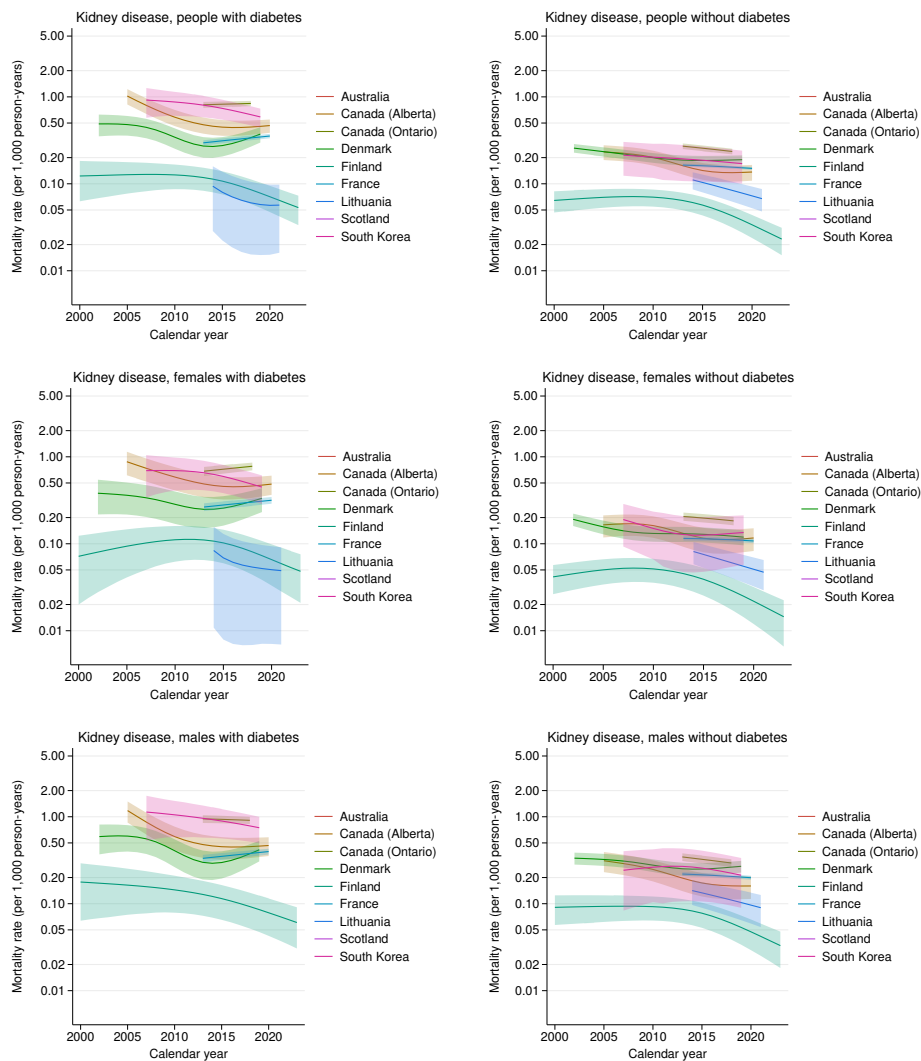 Kidney disease, people with diabetes
Mortality rate (per 1,000 person-years)
5.00
2.00
1.00
0.50
0.20
0.10
0.05
0.02
0.01
2000 2005 2010 2015 2020
Calendar year
Australia
Canada (Alberta)
Canada (Ontario)
Denmark
Finland
France
Lithuania
Scotland
South Korea
Kidney disease, people without diabetes
Mortality rate (per 1,000 person-years)
5.00
2.00
1.00
0.50
0.20
0.10
0.05
0.02
0.01
2000 2005 2010 2015 2020
Calendar year
Australia
Canada (Alberta)
Canada (Ontario)
Denmark
Finland
France
Lithuania
Scotland
South Korea
Kidney disease, females with diabetes
Mortality rate (per 1,000 person-years)
5.00
2.00
1.00
0.50
0.20
0.10
0.05
0.02
0.01
2000 2005 2010 2015 2020
Calendar year
Australia
Canada (Alberta)
Canada (Ontario)
Denmark
Finland
France
Lithuania
Scotland
South Korea
Kidney disease, females without diabetes
Mortality rate (per 1,000 person-years)
5.00
2.00
1.00
0.50
0.20
0.10
0.05
0.02
0.01
2000 2005 2010 2015 2020
Calendar year
Australia
Canada (Alberta)
Canada (Ontario)
Denmark
Finland
France
Lithuania
Scotland
South Korea
Kidney disease, males with diabetes
Mortality rate (per 1,000 person-years)
5.00
2.00
1.00
0.50
0.20
0.10
0.05
0.02
0.01
2000 2005 2010 2015 2020
Calendar year
Australia
Canada (Alberta)
Canada (Ontario)
Denmark
Finland
France
Lithuania
Scotland
South Korea
Kidney disease, males without diabetes
Mortality rate (per 1,000 person-years)
5.00
2.00
1.00
0.50
0.20
0.10
0.05
0.02
0.01
2000 2005 2010 2015 2020
Calendar year
Australia
Canada (Alberta)
Canada (Ontario)
Denmark
Finland
France
Lithuania
Scotland
South Korea